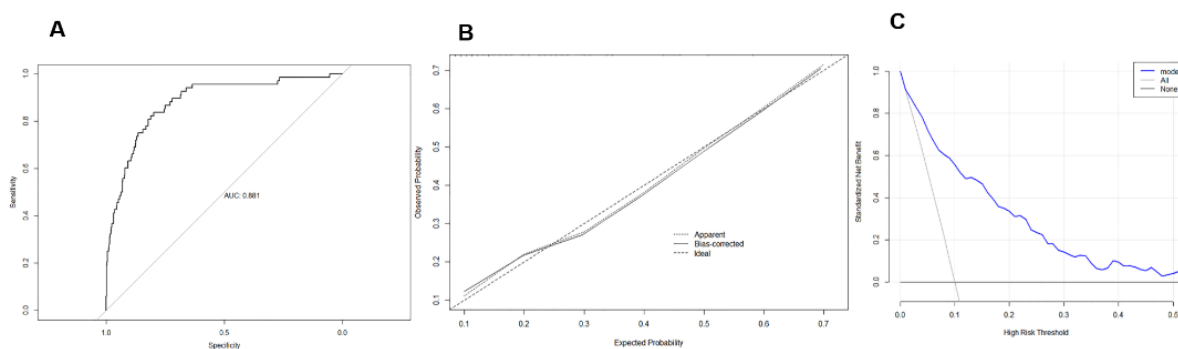 A
1.0
0.8
0.6
0.4
0.2
0.0
Sensitivity
AUC: 0.881
1.0
0.5
0.0
Specificity
B
0.7
0.6
0.5
0.4
0.3
0.2
0.1
Observed Probability
Apparent
Bias-corrected
Ideal
0.1
0.2
0.3
0.4
0.5
0.6
0.7
Expected Probability
C
mode
All
None
1.0
0.8
0.6
0.4
0.2
0.0
Standardized Net Benefit
0.0
0.1
0.2
0.3
0.4
0.5
High Risk Threshold